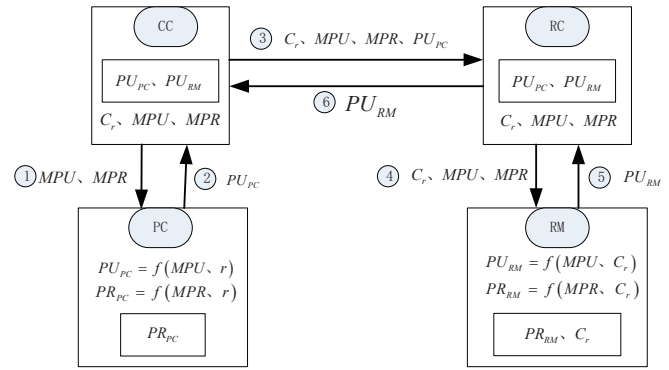 CC
PU_PC、PU_RM
C_r、MPU、MPR
③ C_r、MPU、MPR、PU_PC
⑥ PU_RM
RC
PU_PC、PU_RM
C_r、MPU、MPR
① MPU、MPR
② PU_PC
④ C_r、MPU、MPR
⑤ PU_RM
PC
PU_PC = f(MPU、r)
PR_PC = f(MPR、r)
PR_PC
RM
PU_RM = f(MPU、C_r)
PR_RM = f(MPR、C_r)
PR_RM、C_r